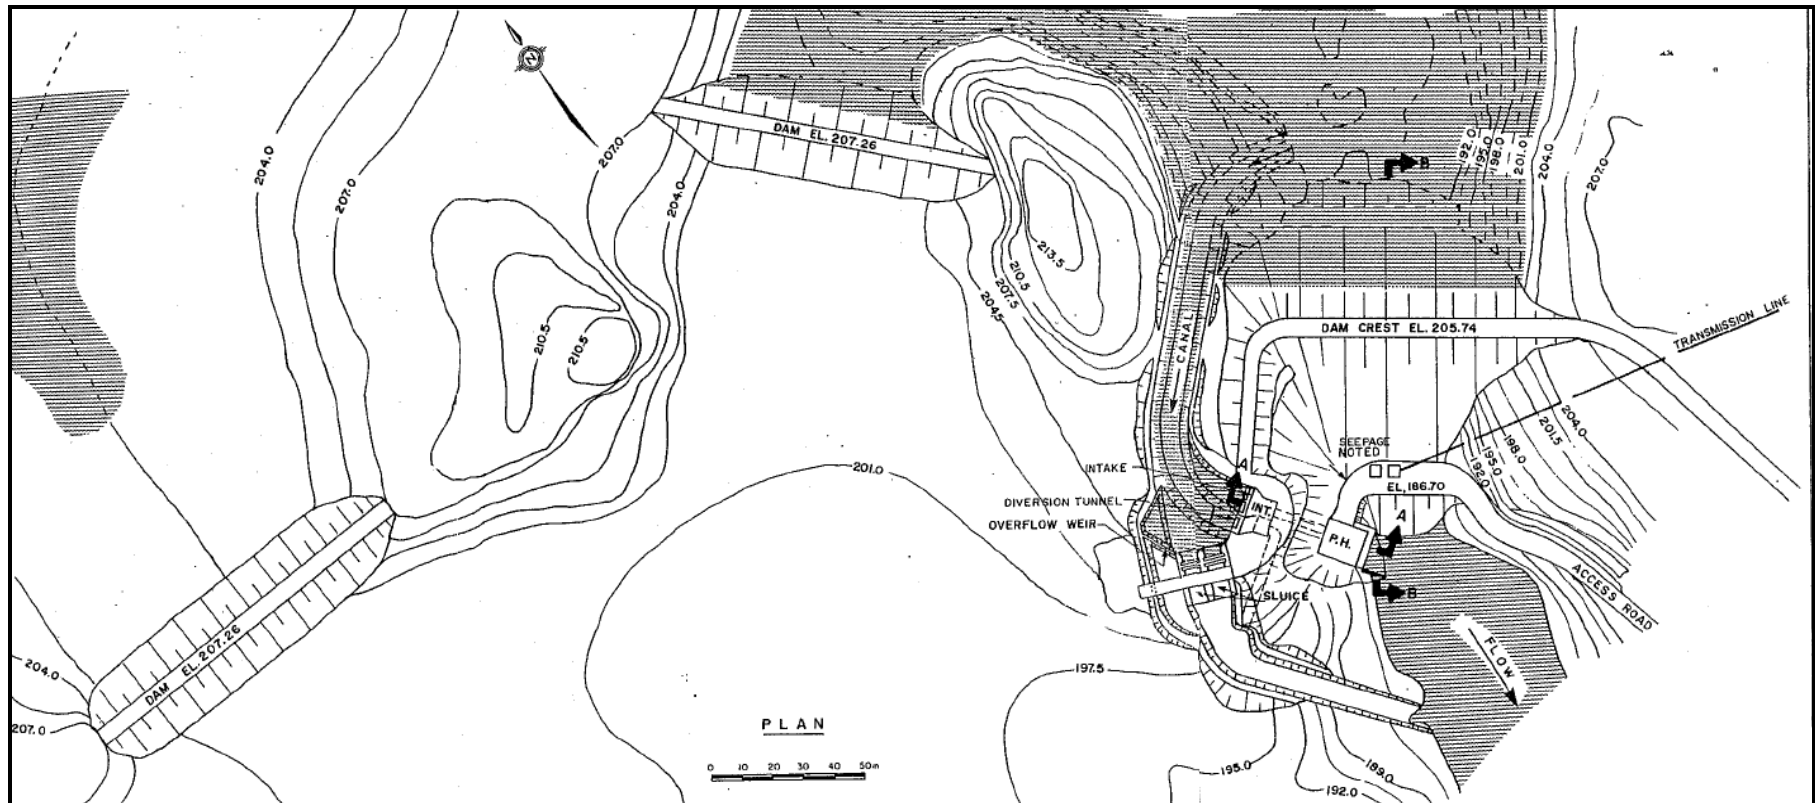 N
204.0
207.0
207.0
204.0
DAM EL. 207.26
192.0
195.0
198.0
201.0
204.0
207.0
B
213.5
210.5
207.5
204.5
210.5
210.5
CANAL
DAM CREST EL. 205.74
TRANSMISSION LINE
204.0
201.5
198.0
195.0
192.0
SEEPAGE
NOTED
EL. 186.70
201.0
INTAKE
A
DIVERSION TUNNEL
INT.
OVERFLOW WEIR
P.H.
A
SLUICE
B
ACCESS ROAD
FLOW
DAM EL. 207.26
204.0
207.0
197.5
195.0
192.0
189.0
PLAN
0 10 20 30 40 50m